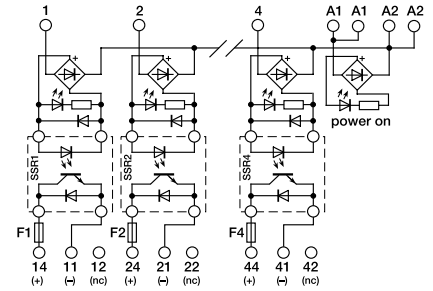 1 2 4 A1 A1 A2 A2
+ + + +
power on
SSR1 SSR2 SSR4
F1 F2 F4
14 11 12 24 21 22 44 41 42
(+) (–) (nc) (+) (–) (nc) (+) (–) (nc)